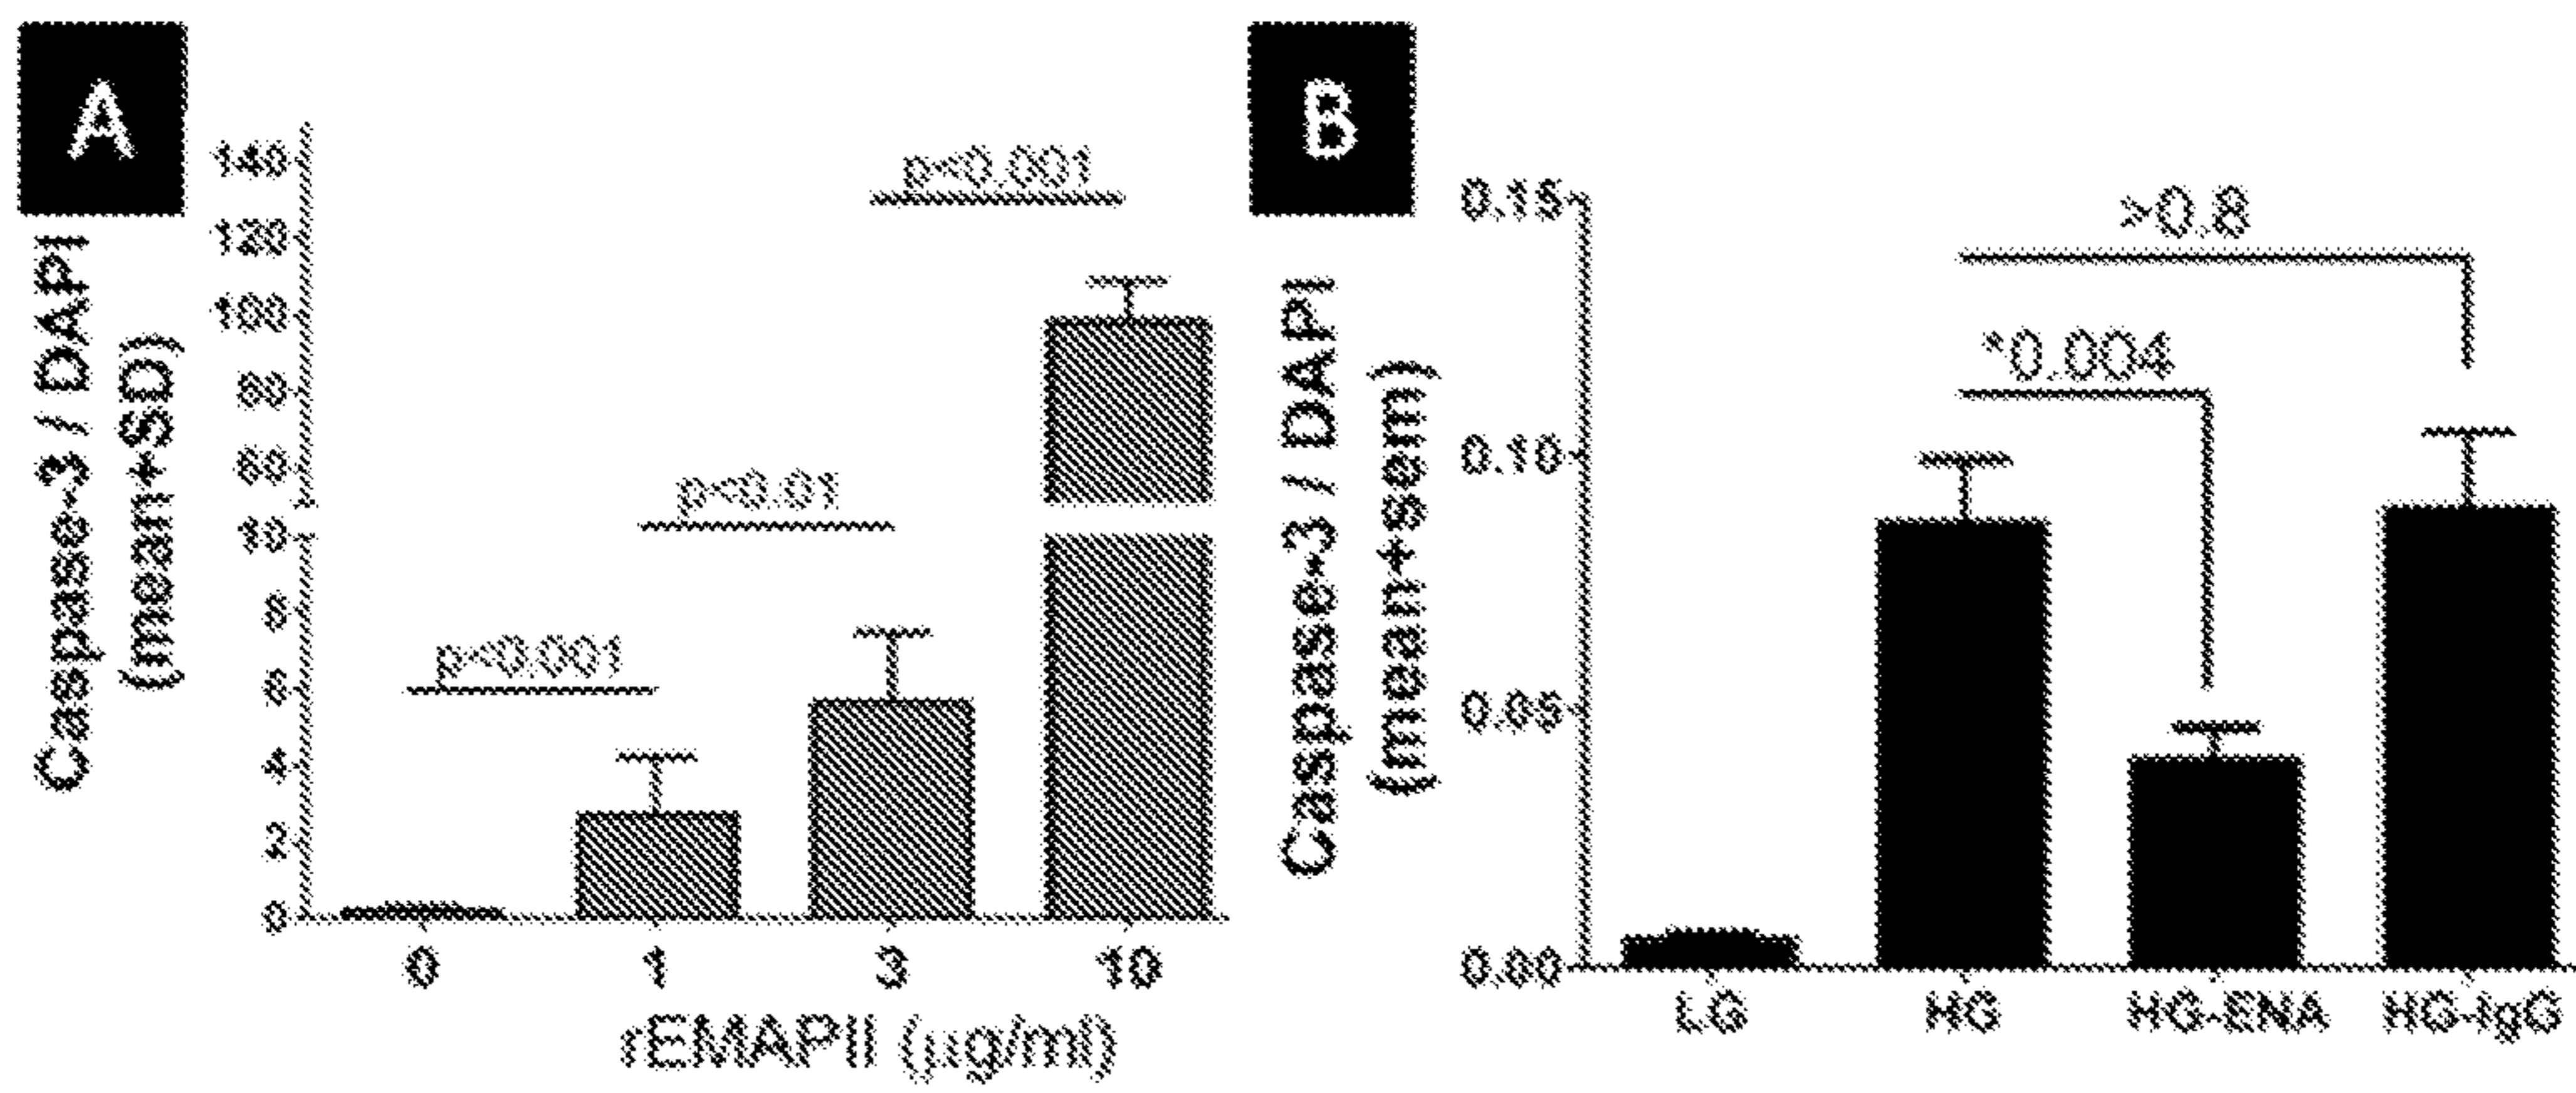 A
Caspase-3 / DAPI
(mean+SD)
140
120
100
80
60
10
8
6
4
2
0
p<0.001
p<0.01
p<0.001
0 1 3 10
rEMAPII (µg/ml)
B
Caspase-3 / DAPI
(mean+sem)
0.15
0.10
0.05
0.00
>0.8
*0.004
LG HG HG-ENA HG-IgG